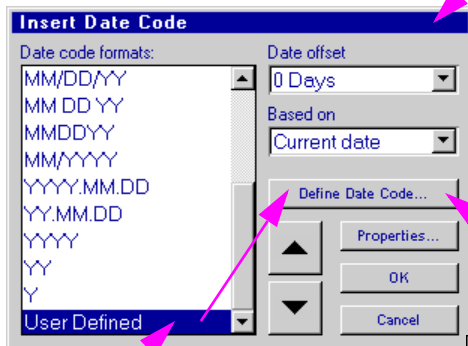 Insert Date Code
Date code formats:
MM/DD/YY
MM DD YY
MMDDYY
MM/YYYY
YYYY.MM.DD
YY.MM.DD
YYYY
YY
Y
User Defined
Date offset
0 Days
Based on
Current date
Define Date Code...
Properties...
OK
Cancel